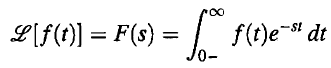 ℒ[f(t)] = F(s) = ∫₀₋^∞ f(t)e^{-st} dt